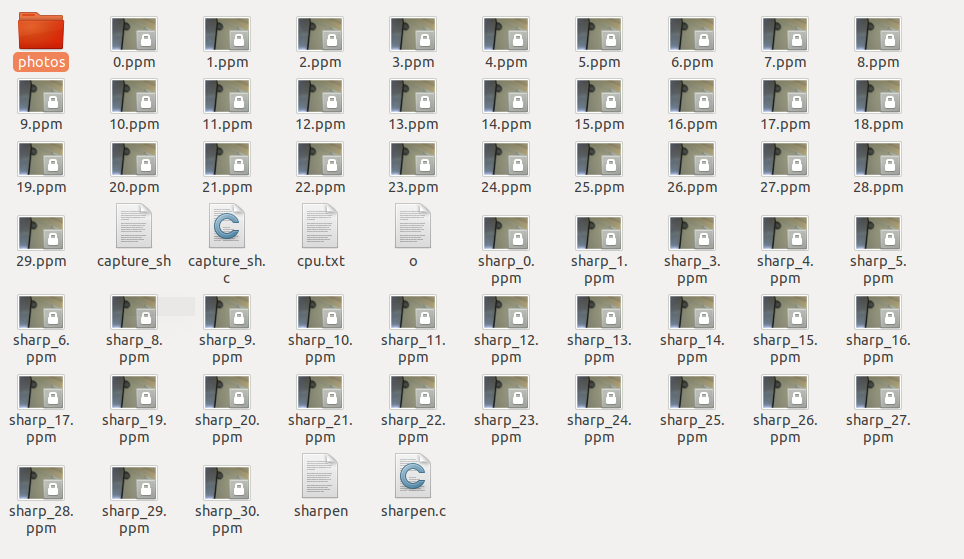 photos 0.ppm 1.ppm 2.ppm 3.ppm 4.ppm 5.ppm 6.ppm 7.ppm 8.ppm
9.ppm 10.ppm 11.ppm 12.ppm 13.ppm 14.ppm 15.ppm 16.ppm 17.ppm 18.ppm
19.ppm 20.ppm 21.ppm 22.ppm 23.ppm 24.ppm 25.ppm 26.ppm 27.ppm 28.ppm
29.ppm capture_sh capture_sh. cpu.txt o sharp_0. sharp_1. sharp_3. sharp_4. sharp_5.
c ppm ppm ppm ppm ppm
sharp_6. sharp_8. sharp_9. sharp_10. sharp_11. sharp_12. sharp_13. sharp_14. sharp_15. sharp_16.
ppm ppm ppm ppm ppm ppm ppm ppm ppm ppm
sharp_17. sharp_19. sharp_20. sharp_21. sharp_22. sharp_23. sharp_24. sharp_25. sharp_26. sharp_27.
ppm ppm ppm ppm ppm ppm ppm ppm ppm ppm
sharp_28. sharp_29. sharp_30. sharpen sharpen.c
ppm ppm ppm